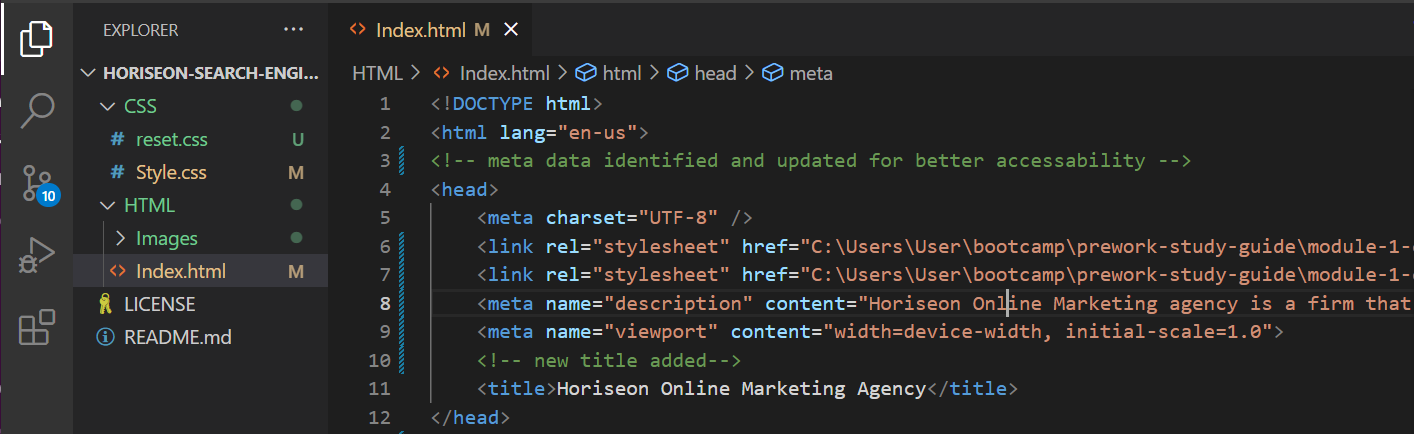 EXPLORER ···
HORISEON-SEARCH-ENGI...
CSS
# reset.css U
# Style.css M
HTML
Images
<> Index.html M
LICENSE
README.md
10
<> Index.html M ×
HTML > <> Index.html > html > head > meta
1 <!DOCTYPE html>
2 <html lang="en-us">
3 <!-- meta data identified and updated for better accessability -->
4 <head>
5 <meta charset="UTF-8" />
6 <link rel="stylesheet" href="C:\Users\User\bootcamp\prework-study-guide\module-1-
7 <link rel="stylesheet" href="C:\Users\User\bootcamp\prework-study-guide\module-1-
8 <meta name="description" content="Horiseon Online Marketing agency is a firm that
9 <meta name="viewport" content="width=device-width, initial-scale=1.0">
10 <!-- new title added-->
11 <title>Horiseon Online Marketing Agency</title>
12 </head>